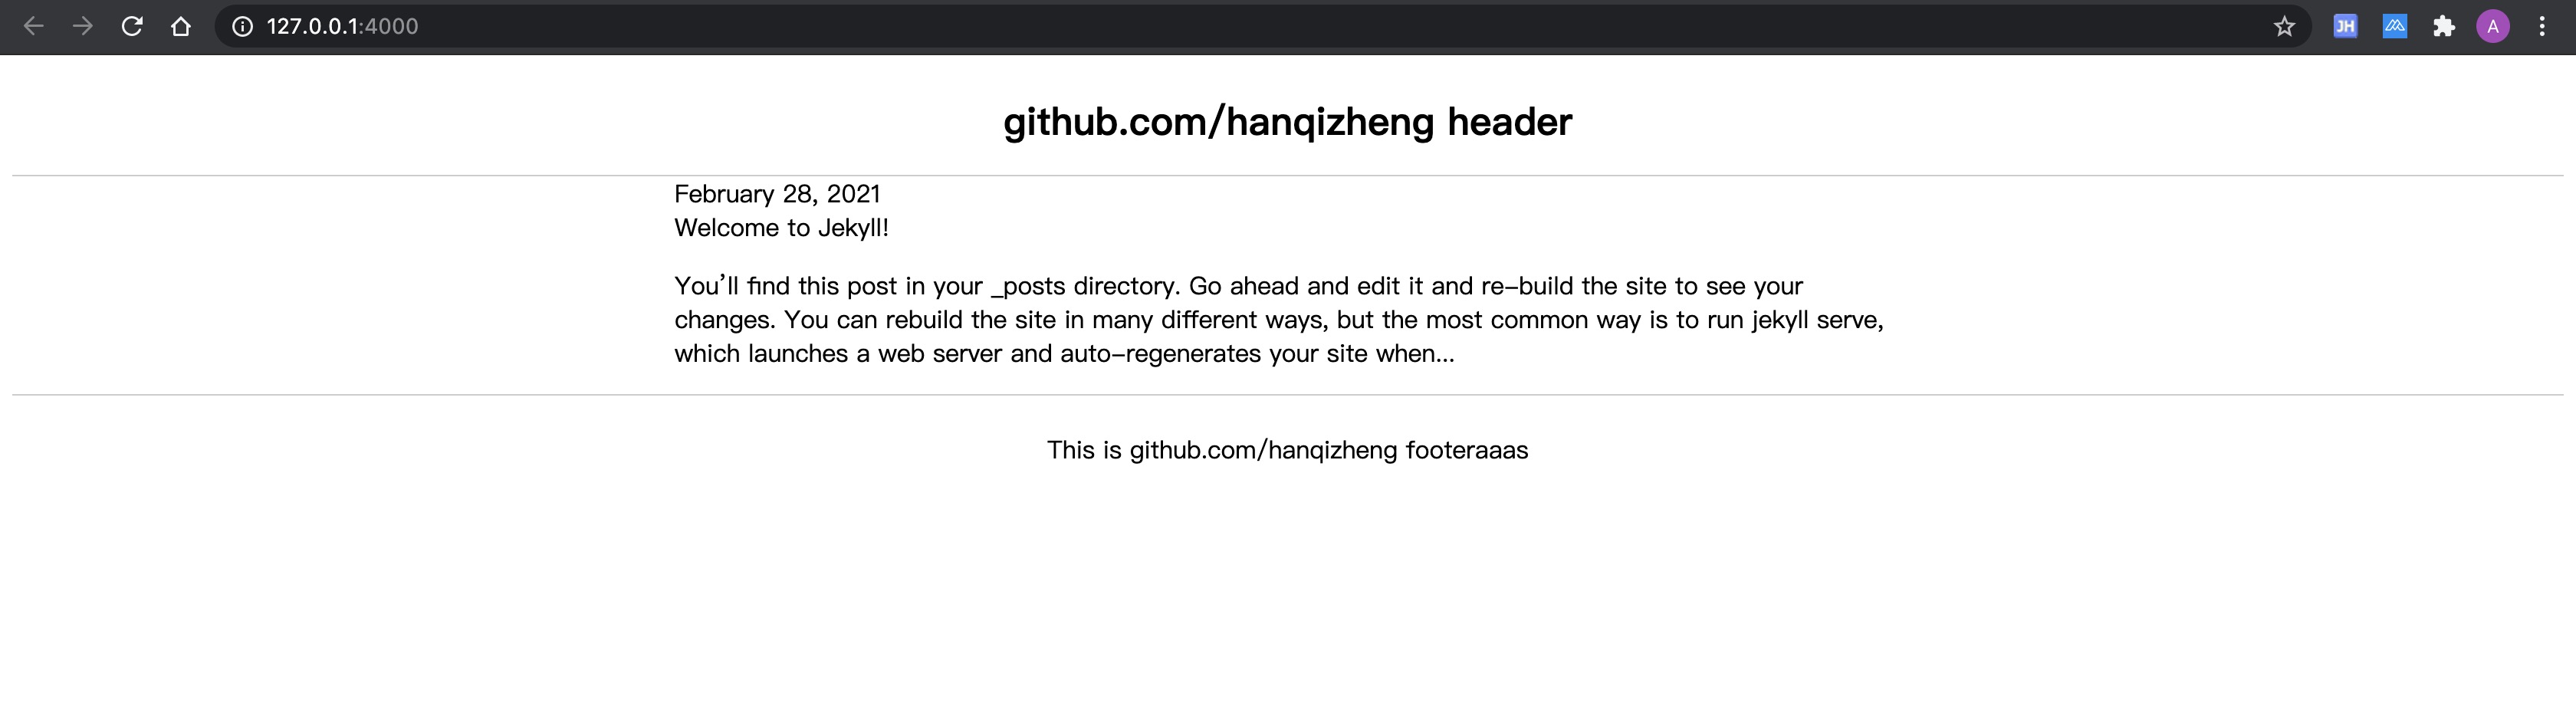 127.0.0.1:4000
JH
A
github.com/hanqizheng header
February 28, 2021
Welcome to Jekyll!
You’ll find this post in your _posts directory. Go ahead and edit it and re-build the site to see your
changes. You can rebuild the site in many different ways, but the most common way is to run jekyll serve,
which launches a web server and auto-regenerates your site when...
This is github.com/hanqizheng footeraaas